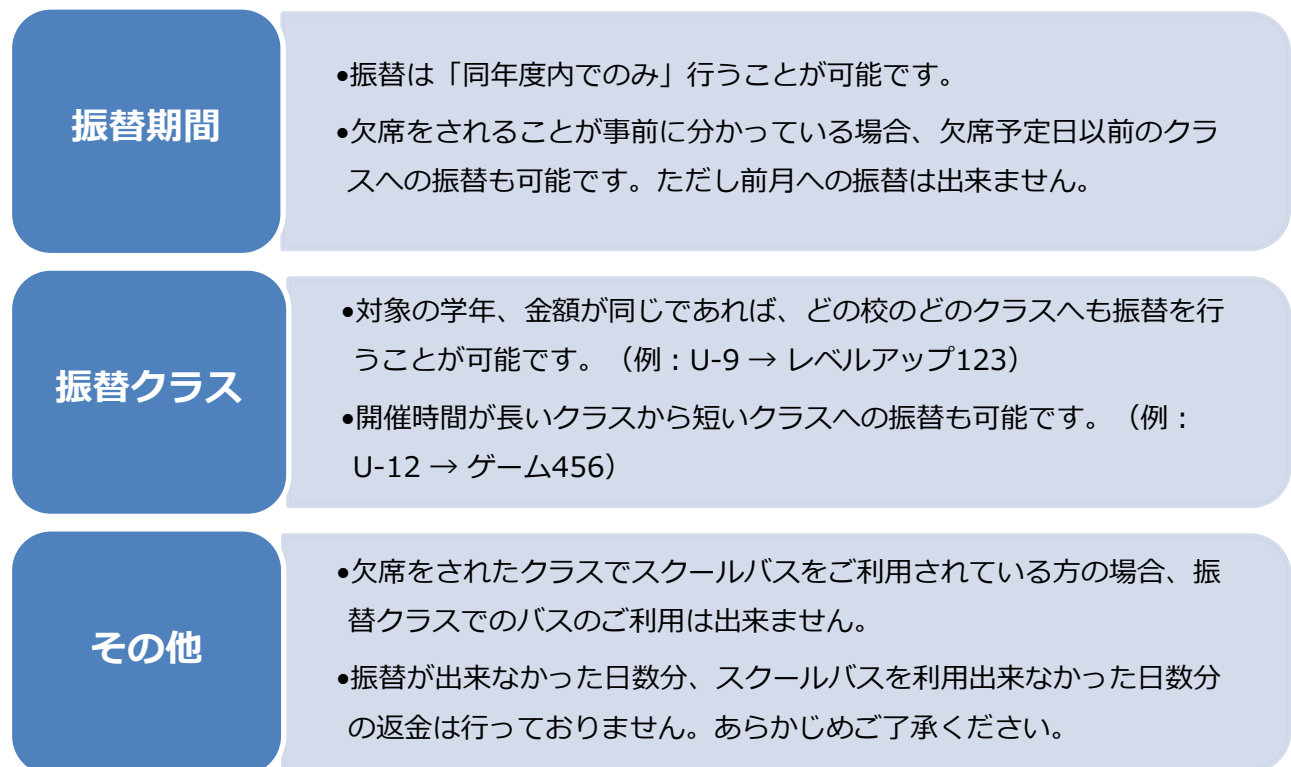 振替期間
•振替は「同年度内でのみ」行うことが可能です。
•欠席をされることが事前に分かっている場合、欠席予定日以前のクラ
スへの振替も可能です。ただし前月への振替は出来ません。
振替クラス
•対象の学年、金額が同じであれば、どの校のどのクラスへも振替を行
うことが可能です。（例：U-9 → レベルアップ123）
•開催時間が長いクラスから短いクラスへの振替も可能です。（例：
U-12 → ゲーム456）
その他
•欠席をされたクラスでスクールバスをご利用されている方の場合、振
替クラスでのバスのご利用は出来ません。
•振替が出来なかった日数分、スクールバスを利用出来なかった日数分
の返金は行っておりません。あらかじめご了承ください。